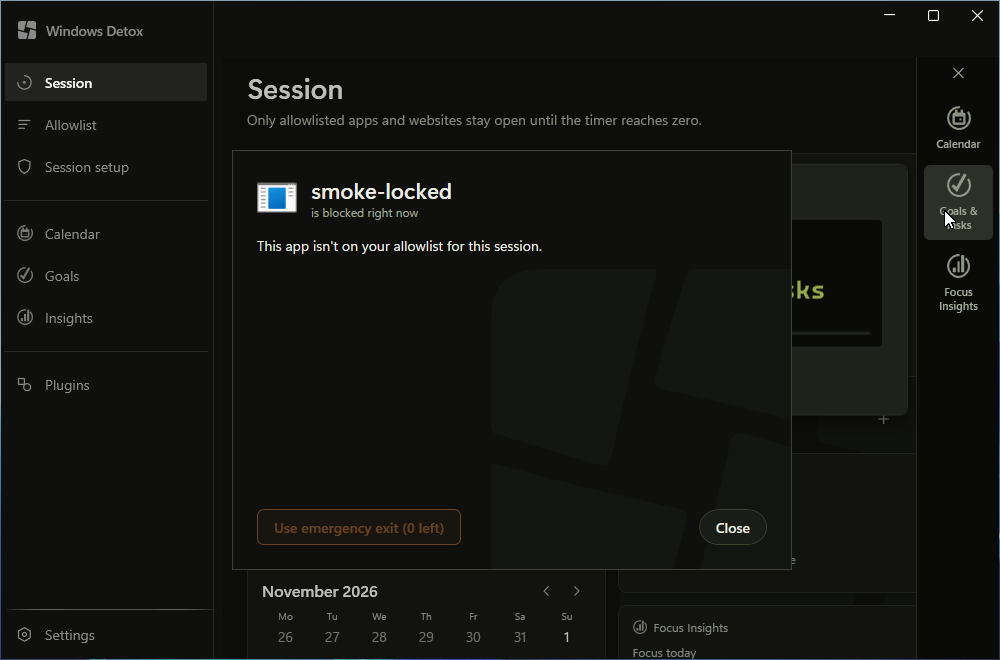 Windows Detox
Session
Allowlist
Session setup
Calendar
Goals
Insights
Plugins
Settings
Session
Only allowlisted apps and websites stay open until the timer reaches zero.
smoke-locked
is blocked right now
This app isn't on your allowlist for this session.
Use emergency exit (0 left)
Close
November 2026
Mo Tu We Th Fr Sa Su
26 27 28 29 30 31 1
Focus Insights
Focus today
Calendar
Goals &
Focus
Insights